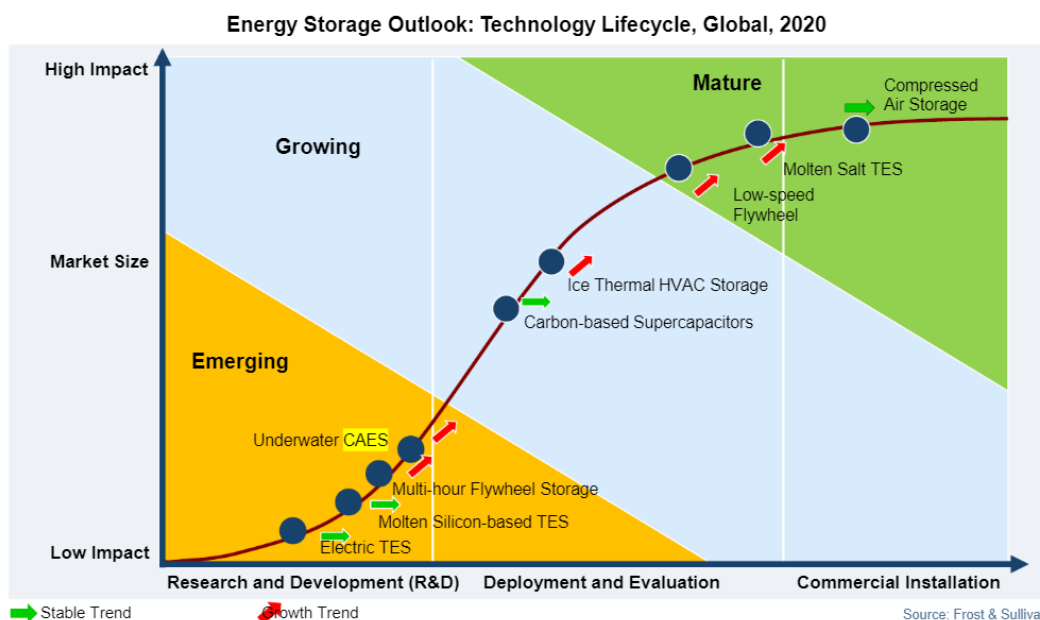 Energy Storage Outlook: Technology Lifecycle, Global, 2020
High Impact
Mature
Compressed
Air Storage
Growing
Molten Salt TES
Low-speed
Flywheel
Market Size
Ice Thermal HVAC Storage
Carbon-based Supercapacitors
Emerging
Underwater CAES
Multi-hour Flywheel Storage
Molten Silicon-based TES
Electric TES
Low Impact
Research and Development (R&D)
Deployment and Evaluation
Commercial Installation
Stable Trend
Growth Trend
Source: Frost & Sulliva